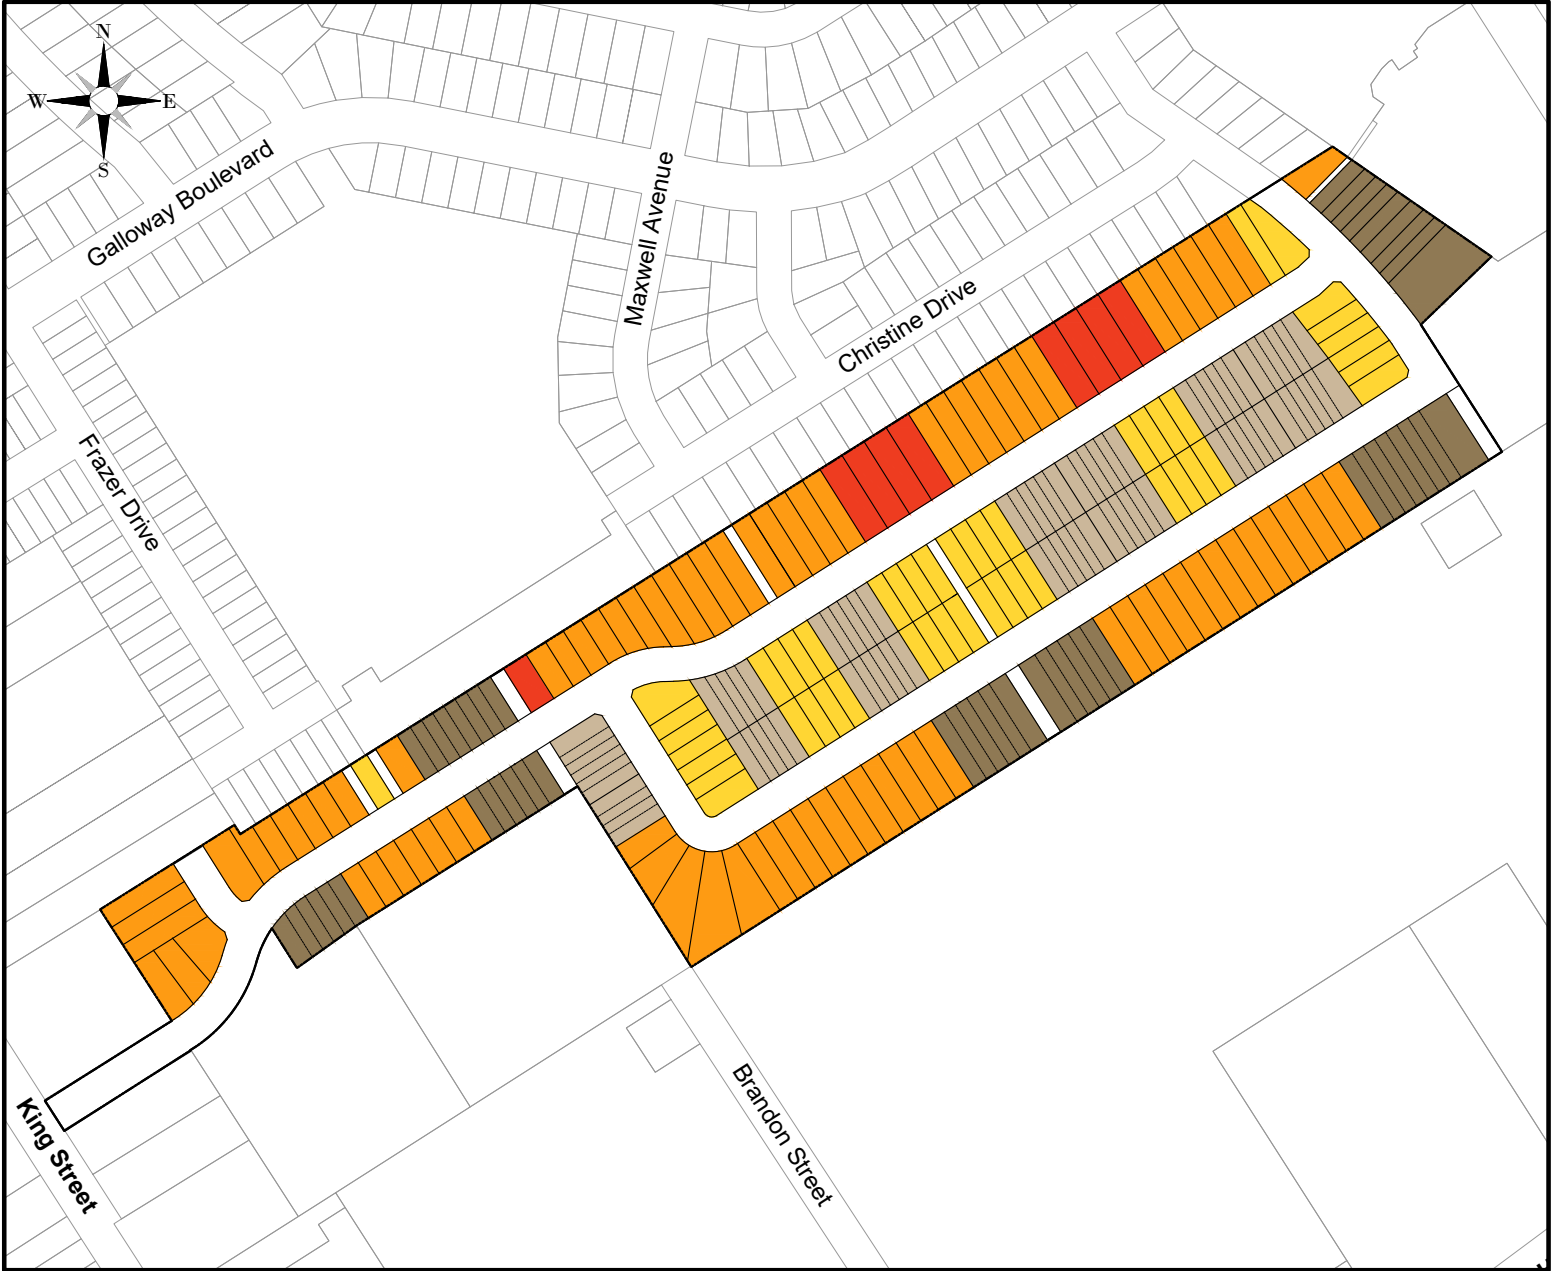 N
W
E
S
Galloway Boulevard
Maxwell Avenue
Christine Drive
Frazer Drive
Brandon Street
King Street